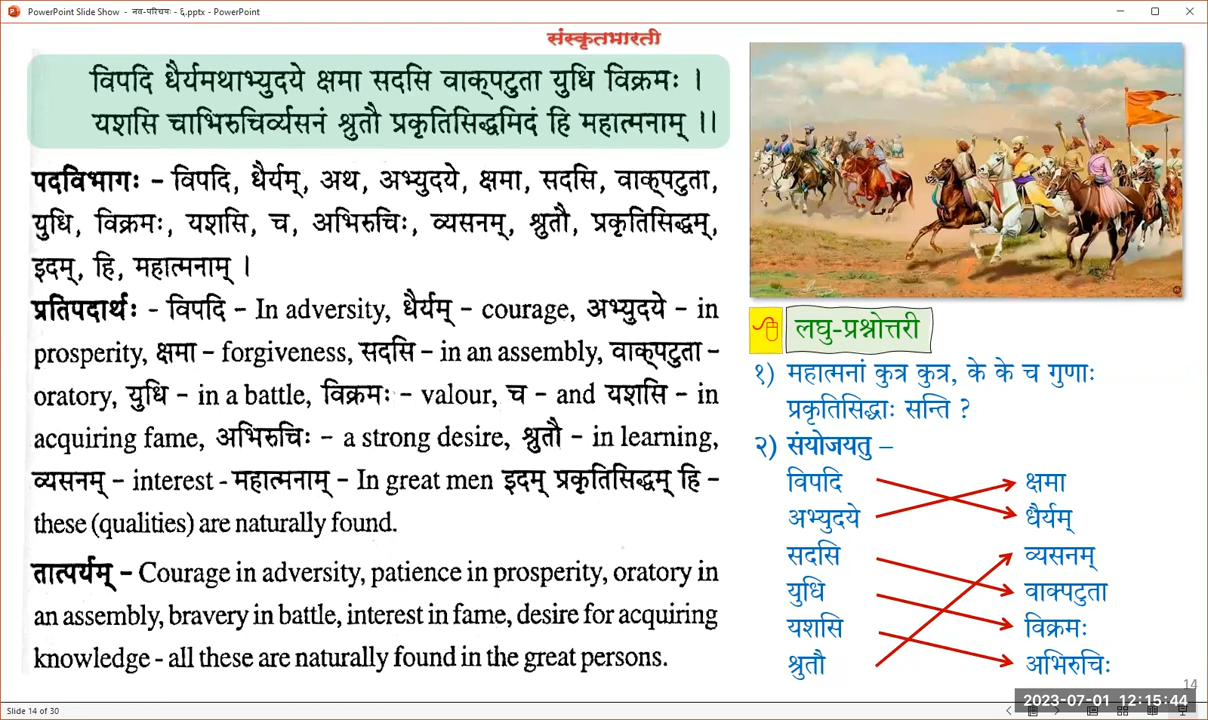 PowerPoint Slide Show - नव-परिचयः - ६.pptx - PowerPoint
संस्कृतभारती
विपदि धैर्यमथाभ्युदये क्षमा सदसि वाक्पटुता युधि विक्रमः ।
यशसि चाभिरुचिर्व्यसनं श्रुतौ प्रकृतिसिद्धमिदं हि महात्मनाम् ।।
पदविभागः – विपदि, धैर्यम्, अथ, अभ्युदये, क्षमा, सदसि, वाक्पटुता,
युधि, विक्रमः, यशसि, च, अभिरुचिः, व्यसनम्, श्रुतौ, प्रकृतिसिद्धम्,
इदम्, हि, महात्मनाम् ।
प्रतिपदार्थः - विपदि – In adversity, धैर्यम् – courage, अभ्युदये – in
prosperity, क्षमा – forgiveness, सदसि – in an assembly, वाक्पटुता –
oratory, युधि – in a battle, विक्रमः – valour, च – and यशसि – in
acquiring fame, अभिरुचिः – a strong desire, श्रुतौ – in learning,
व्यसनम् – interest - महात्मनाम् – In great men इदम् प्रकृतिसिद्धम् हि –
these (qualities) are naturally found.
तात्पर्यम् – Courage in adversity, patience in prosperity, oratory in
an assembly, bravery in battle, interest in fame, desire for acquiring
knowledge - all these are naturally found in the great persons.
लघु-प्रश्नोत्तरी
१) महात्मनां कुत्र कुत्र, के के च गुणाः
प्रकृतिसिद्धाः सन्ति ?
२) संयोजयतु –
विपदि क्षमा
अभ्युदये धैर्यम्
सदसि व्यसनम्
युधि वाक्पटुता
यशसि विक्रमः
श्रुतौ अभिरुचिः
14
2023-07-01 12:15:44
Slide 14 of 30